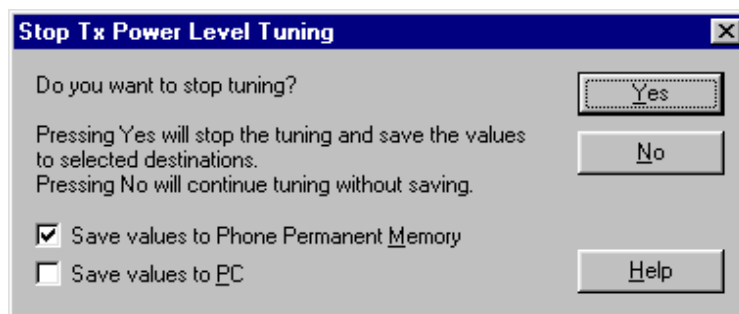 Stop Tx Power Level Tuning
Do you want to stop tuning?
Yes
Pressing Yes will stop the tuning and save the values
to selected destinations.
No
Pressing No will continue tuning without saving.
Save values to Phone Permanent Memory
Save values to PC
Help